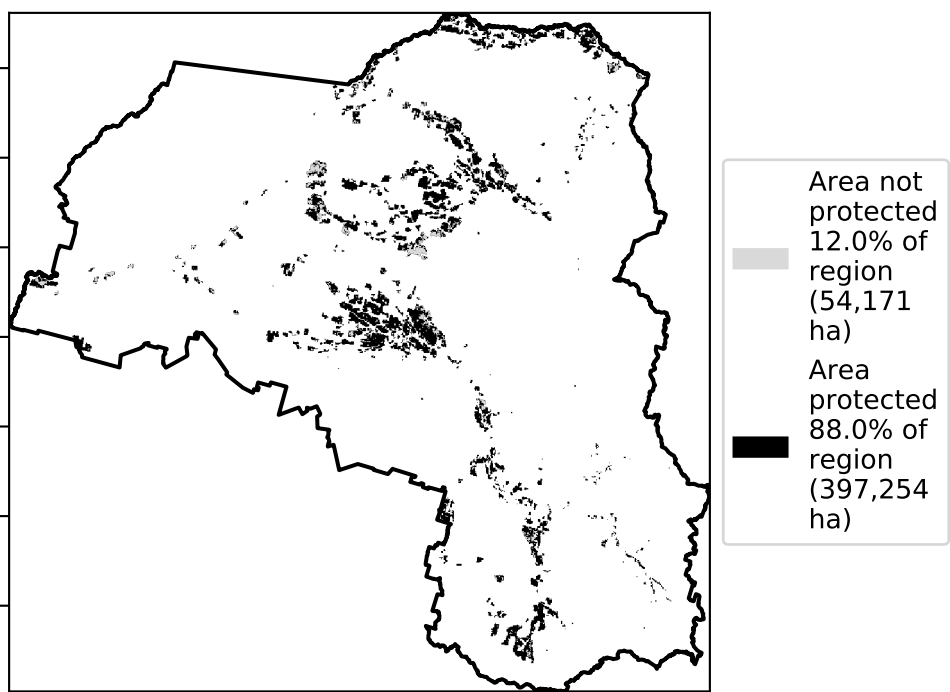 Area not
protected
12.0% of
region
(54,171
ha)
Area
protected
88.0% of
region
(397,254
ha)